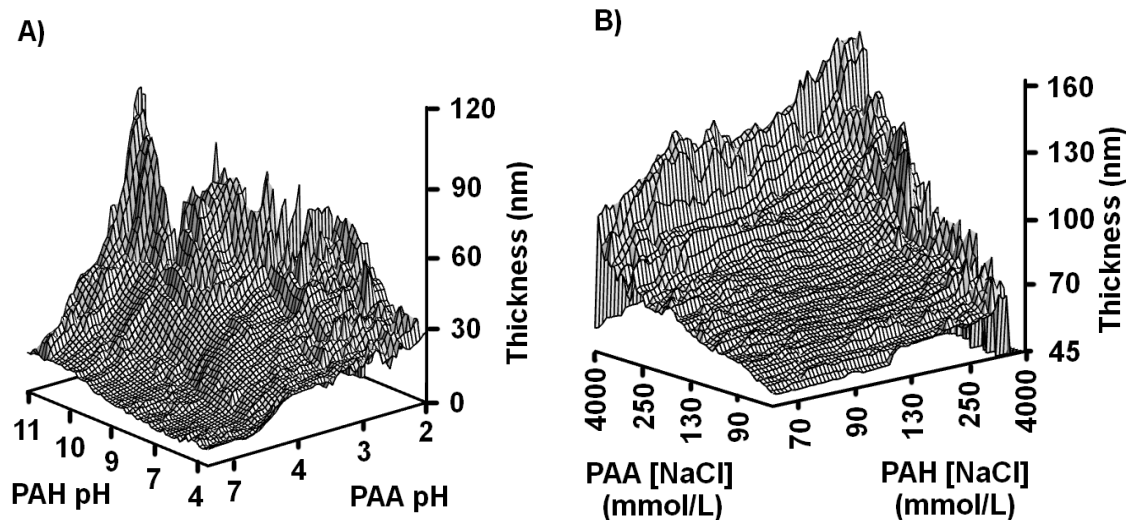 A)
120
90
60
30
0
Thickness (nm)
11
10
9
7
4
PAH pH
7
4
3
2
PAA pH
B)
160
130
100
70
45
Thickness (nm)
4000
250
130
90
PAA [NaCl]
(mmol/L)
70
90
130
250
4000
PAH [NaCl]
(mmol/L)